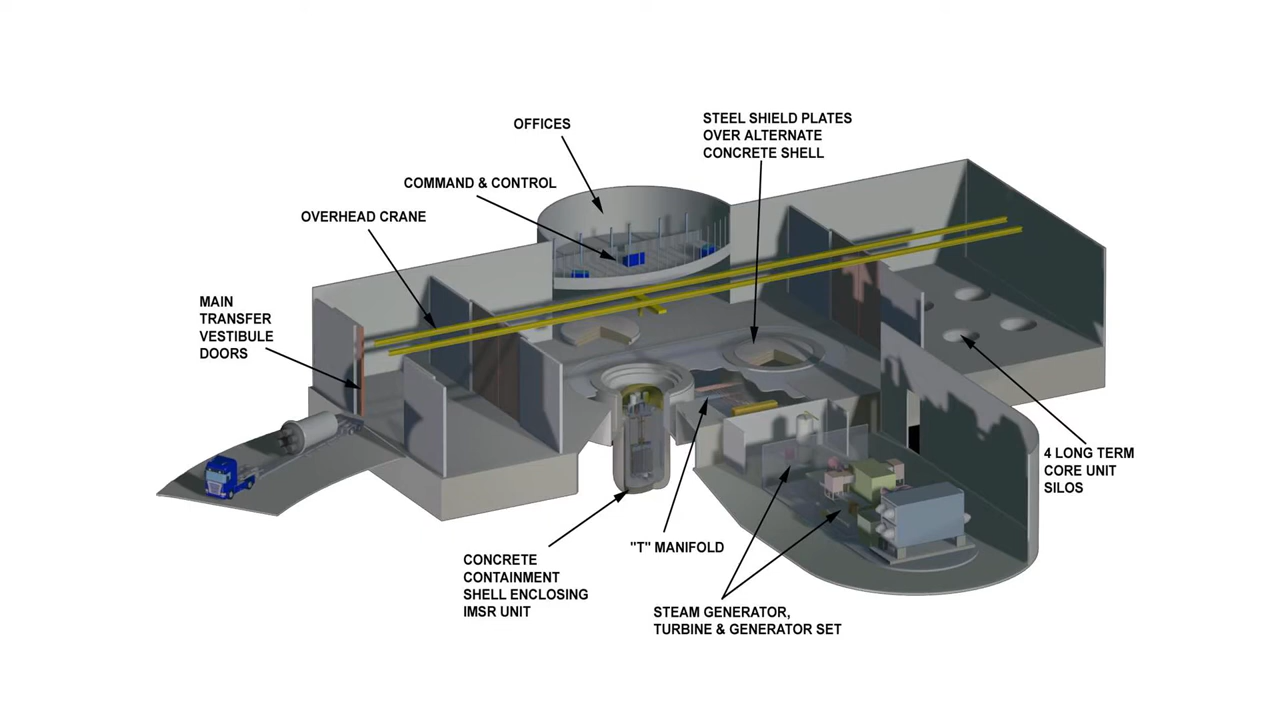 OFFICES
STEEL SHIELD PLATES
OVER ALTERNATE
CONCRETE SHELL
COMMAND & CONTROL
OVERHEAD CRANE
MAIN
TRANSFER
VESTIBULE
DOORS
4 LONG TERM
CORE UNIT
SILOS
"T" MANIFOLD
CONCRETE
CONTAINMENT
SHELL ENCLOSING
IMSR UNIT
STEAM GENERATOR,
TURBINE & GENERATOR SET